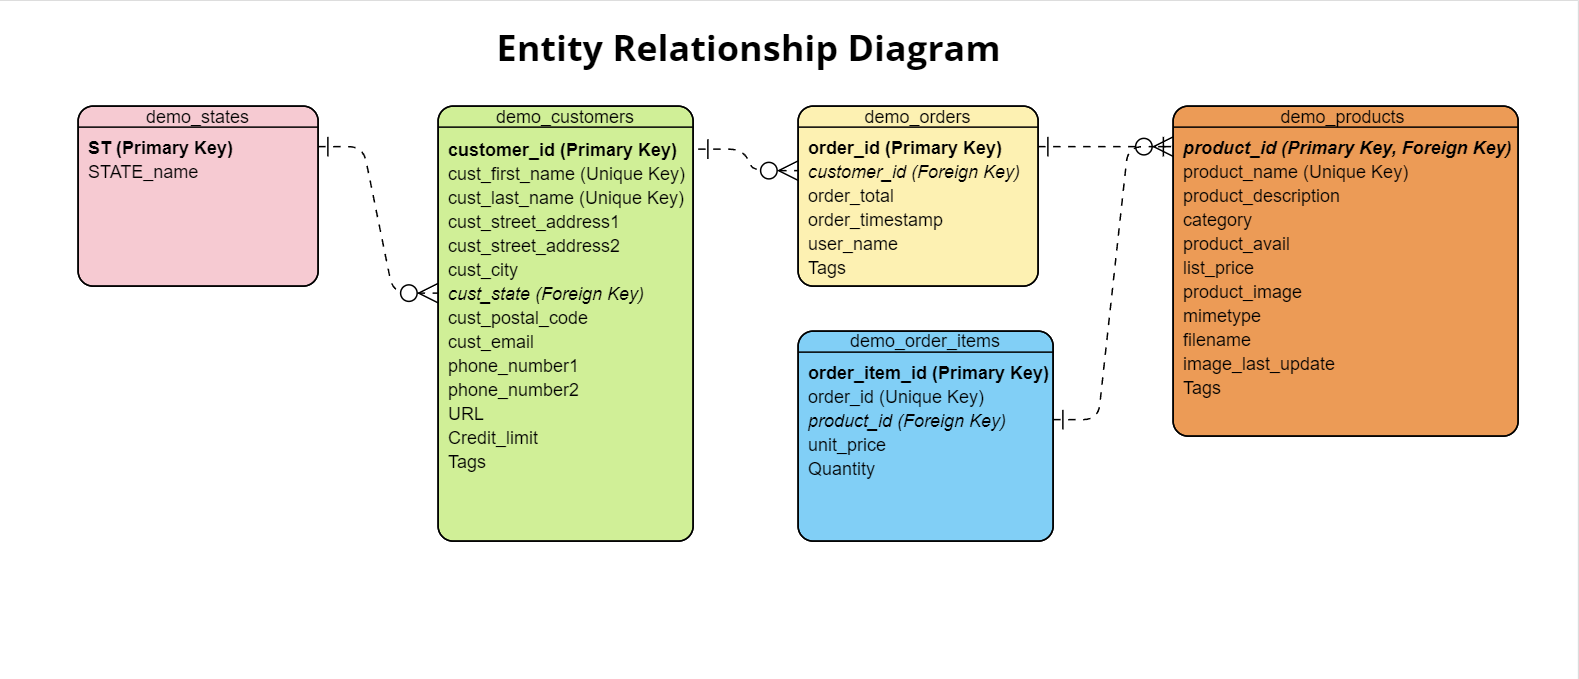 Entity Relationship Diagram
demo_states
ST (Primary Key)
STATE_name
demo_customers
customer_id (Primary Key)
cust_first_name (Unique Key)
cust_last_name (Unique Key)
cust_street_address1
cust_street_address2
cust_city
cust_state (Foreign Key)
cust_postal_code
cust_email
phone_number1
phone_number2
URL
Credit_limit
Tags
demo_orders
order_id (Primary Key)
customer_id (Foreign Key)
order_total
order_timestamp
user_name
Tags
demo_order_items
order_item_id (Primary Key)
order_id (Unique Key)
product_id (Foreign Key)
unit_price
Quantity
demo_products
product_id (Primary Key, Foreign Key)
product_name (Unique Key)
product_description
category
product_avail
list_price
product_image
mimetype
filename
image_last_update
Tags